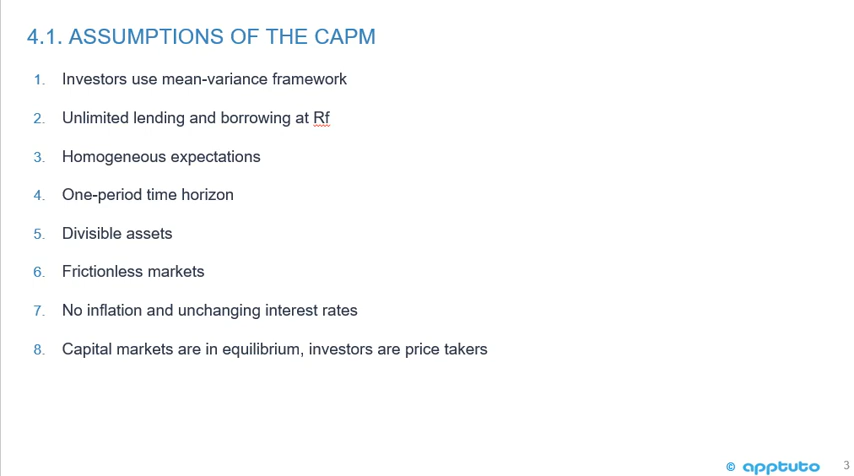 4.1. ASSUMPTIONS OF THE CAPM
1. Investors use mean-variance framework
2. Unlimited lending and borrowing at Rf
3. Homogeneous expectations
4. One-period time horizon
5. Divisible assets
6. Frictionless markets
7. No inflation and unchanging interest rates
8. Capital markets are in equilibrium, investors are price takers
© apptuto 3